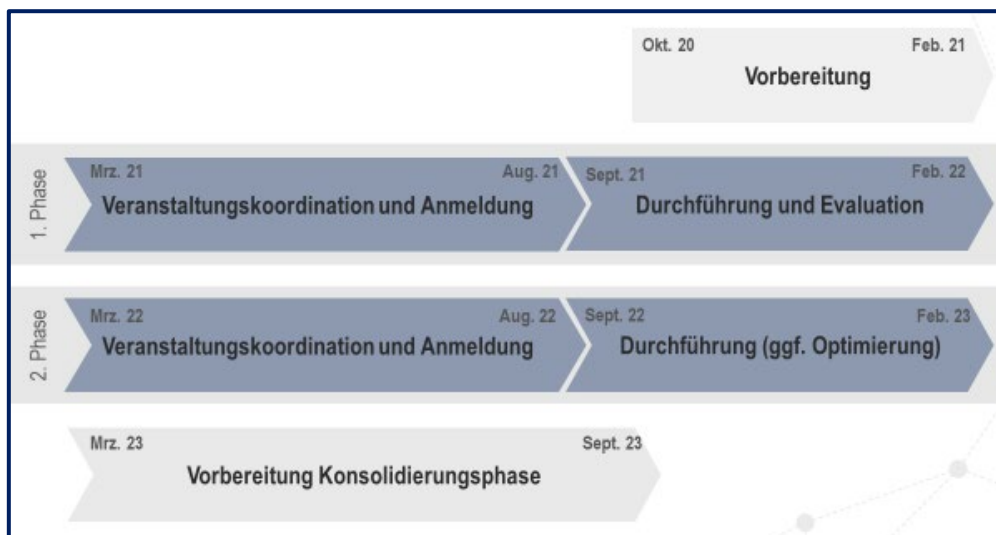 Okt. 20 Feb. 21
Vorbereitung
1. Phase
Mrz. 21 Aug. 21
Veranstaltungskoordination und Anmeldung
Sept. 21 Feb. 22
Durchführung und Evaluation
2. Phase
Mrz. 22 Aug. 22
Veranstaltungskoordination und Anmeldung
Sept. 22 Feb. 23
Durchführung (ggf. Optimierung)
Mrz. 23 Sept. 23
Vorbereitung Konsolidierungsphase